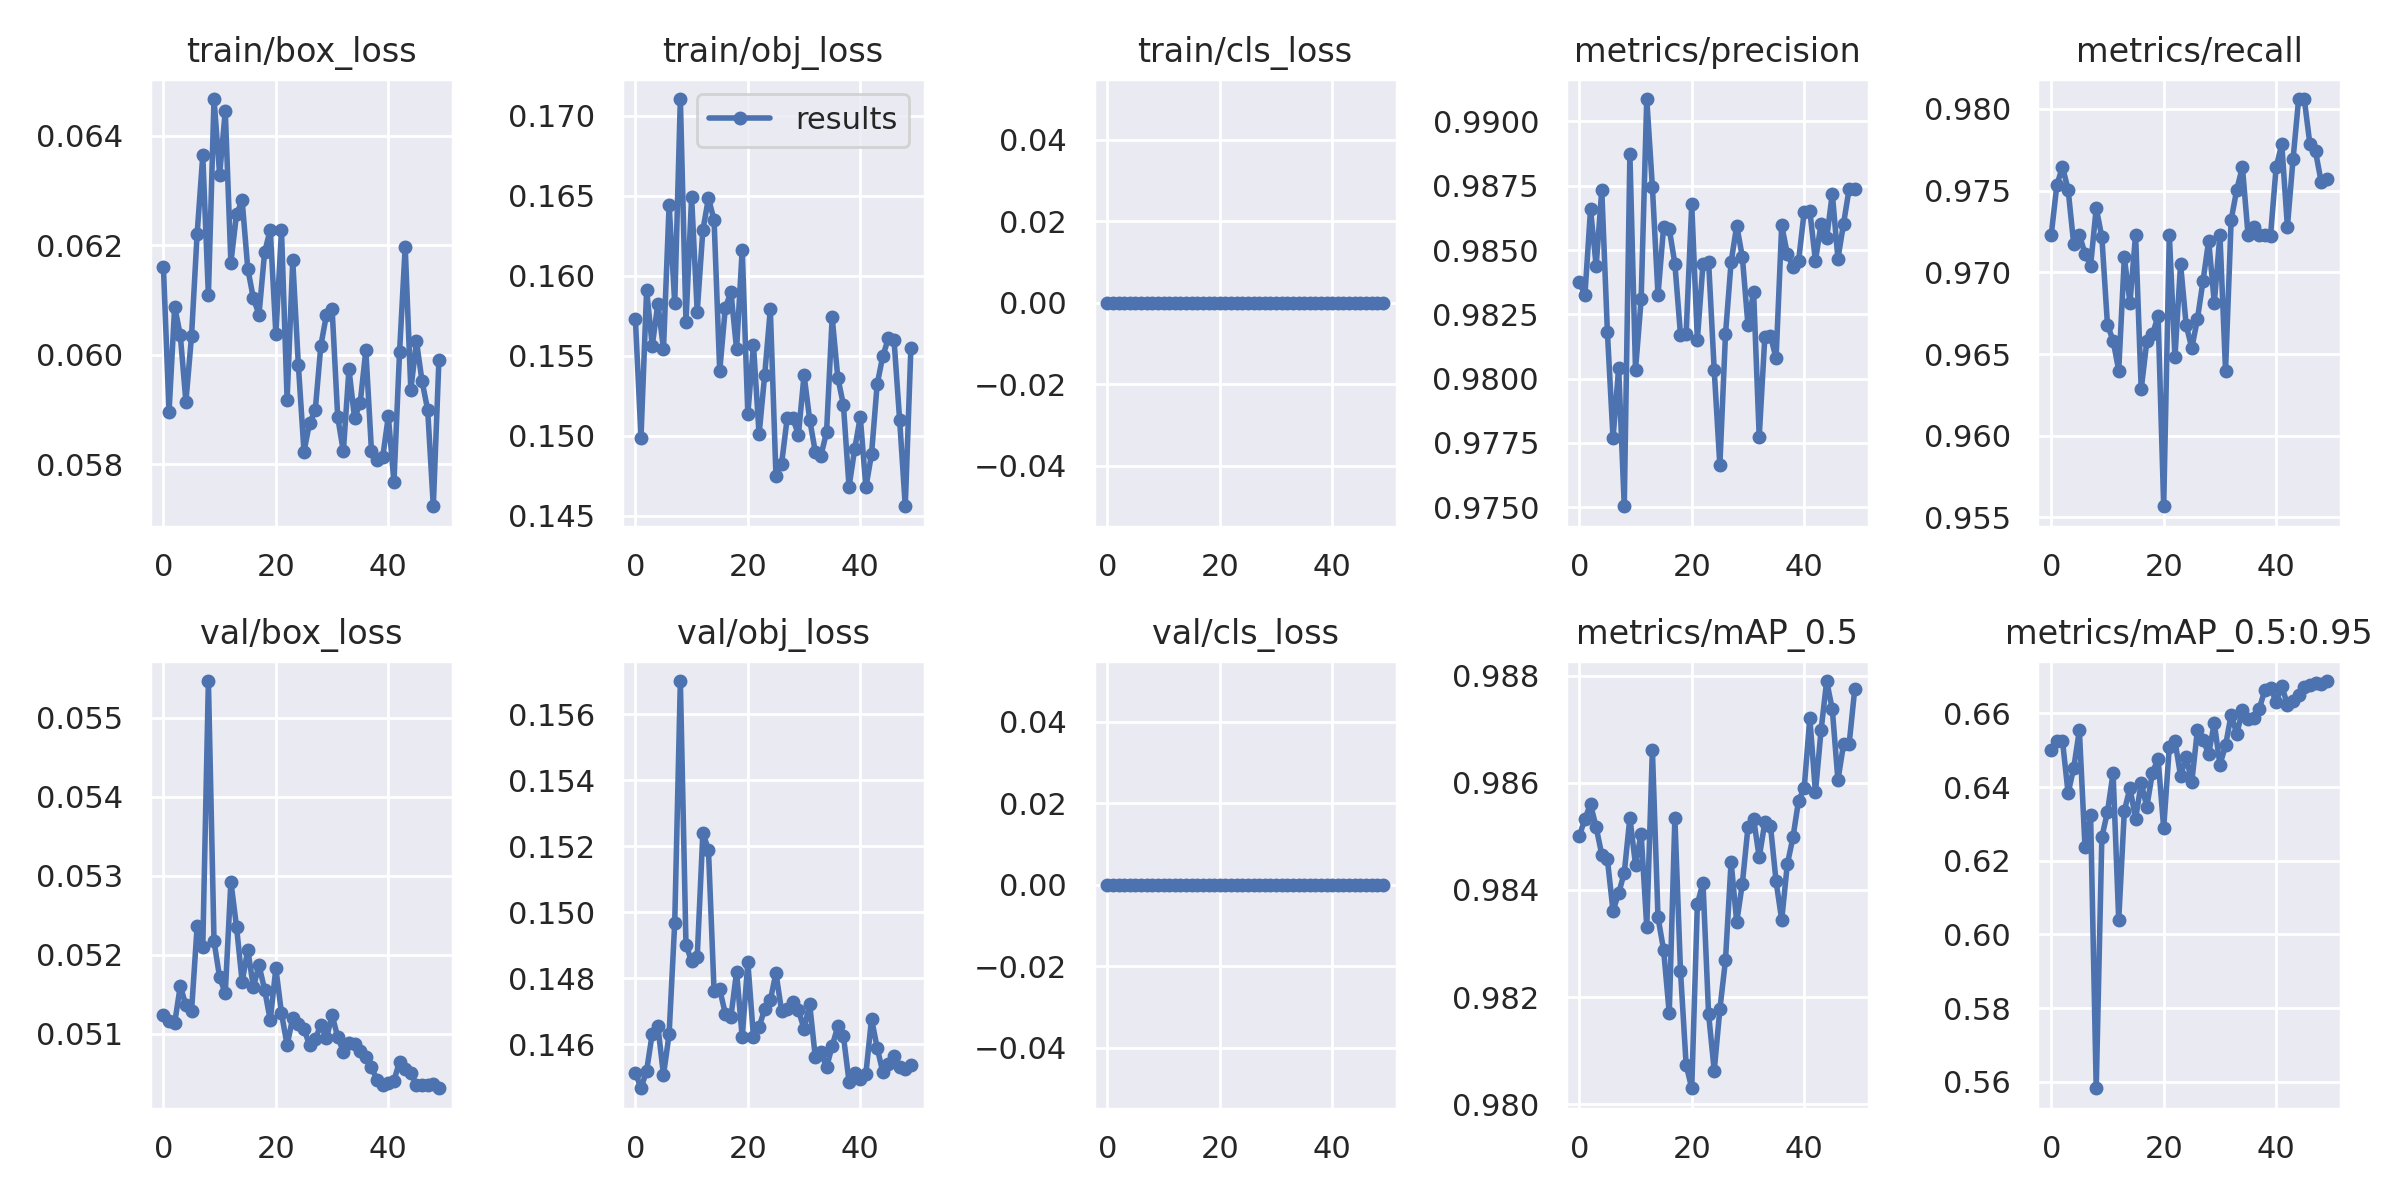 train/box_loss
train/obj_loss
train/cls_loss
metrics/precision
metrics/recall
0.064
0.062
0.060
0.058
0 20 40
0.170
0.165
0.160
0.155
0.150
0.145
results
0 20 40
0.04
0.02
0.00
−0.02
−0.04
0 20 40
0.9900
0.9875
0.9850
0.9825
0.9800
0.9775
0.9750
0 20 40
0.980
0.975
0.970
0.965
0.960
0.955
0 20 40
val/box_loss
val/obj_loss
val/cls_loss
metrics/mAP_0.5
metrics/mAP_0.5:0.95
0.055
0.054
0.053
0.052
0.051
0 20 40
0.156
0.154
0.152
0.150
0.148
0.146
0 20 40
0.04
0.02
0.00
−0.02
−0.04
0 20 40
0.988
0.986
0.984
0.982
0.980
0 20 40
0.66
0.64
0.62
0.60
0.58
0.56
0 20 40